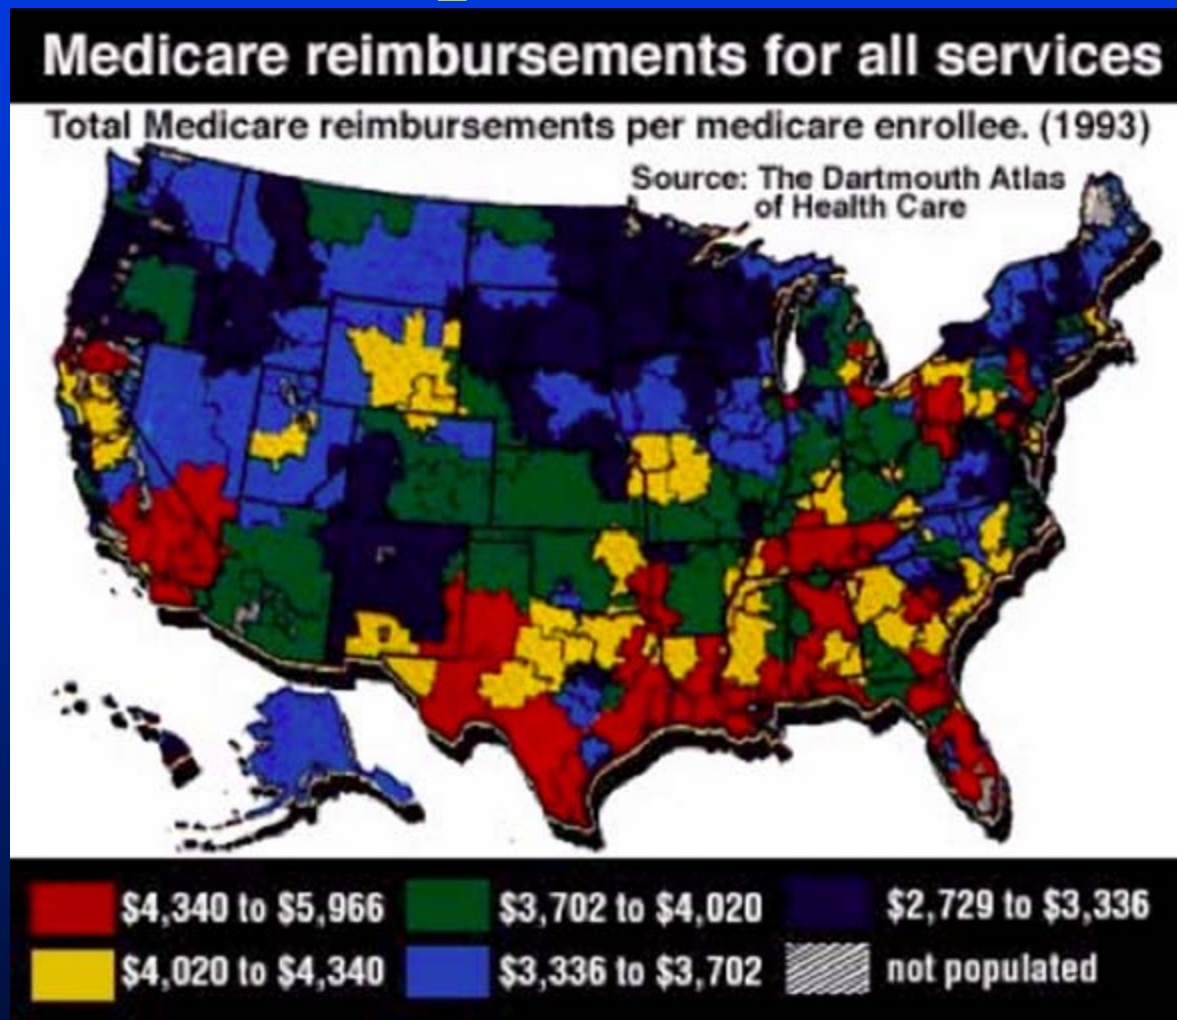 Medicare reimbursements for all services
Total Medicare reimbursements per medicare enrollee. (1993)
Source: The Dartmouth Atlas
of Health Care
$4,340 to $5,966
$3,702 to $4,020
$2,729 to $3,336
$4,020 to $4,340
$3,336 to $3,702
not populated